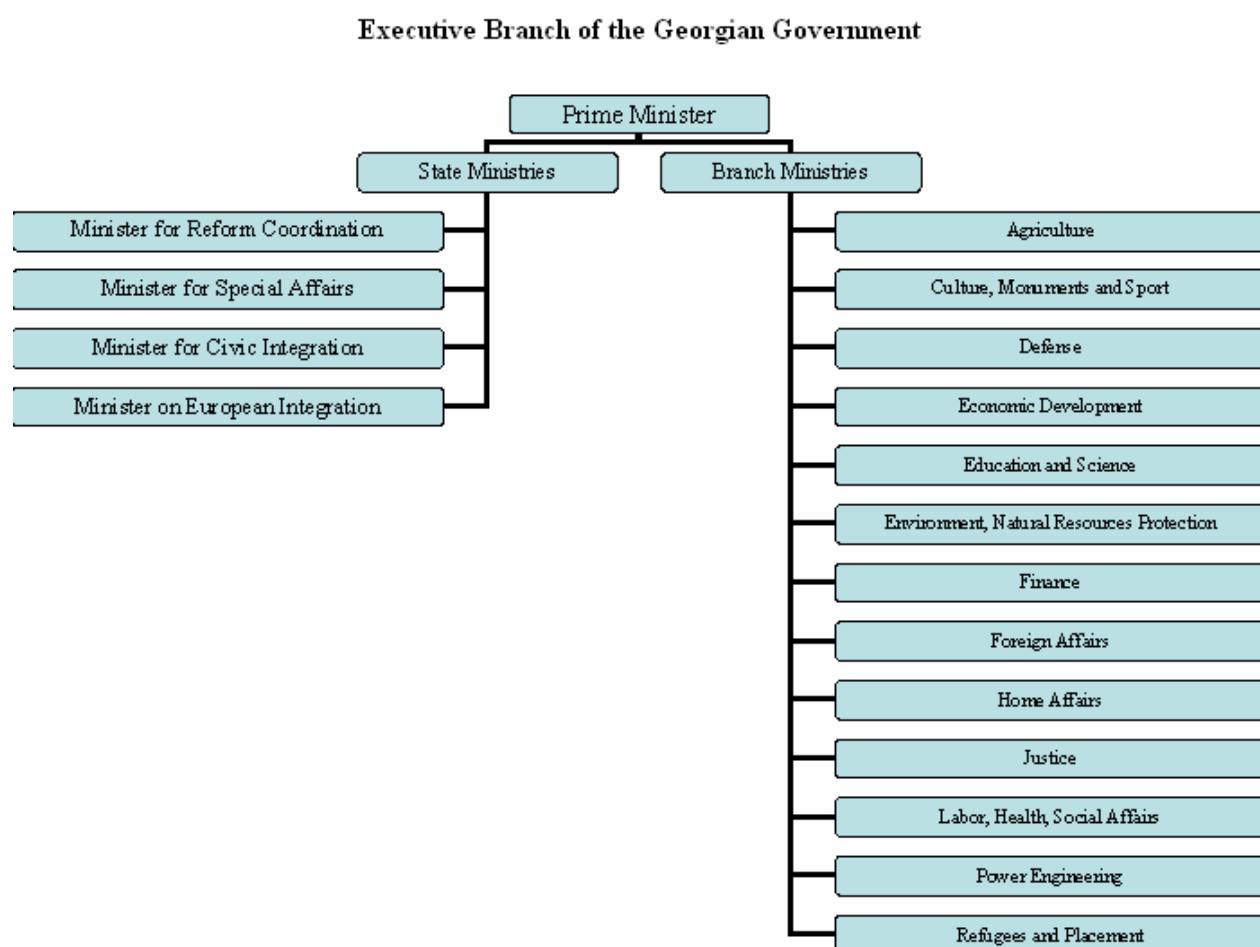 Executive Branch of the Georgian Government
Prime Minister
State Ministries
Minister for Reform Coordination
Minister for Special Affairs
Minister for Civic Integration
Minister on European Integration
Branch Ministries
Agriculture
Culture, Monuments and Sport
Defense
Economic Development
Education and Science
Environment, Natural Resources Protection
Finance
Foreign Affairs
Home Affairs
Justice
Labor, Health, Social Affairs
Power Engineering
Refugees and Placement